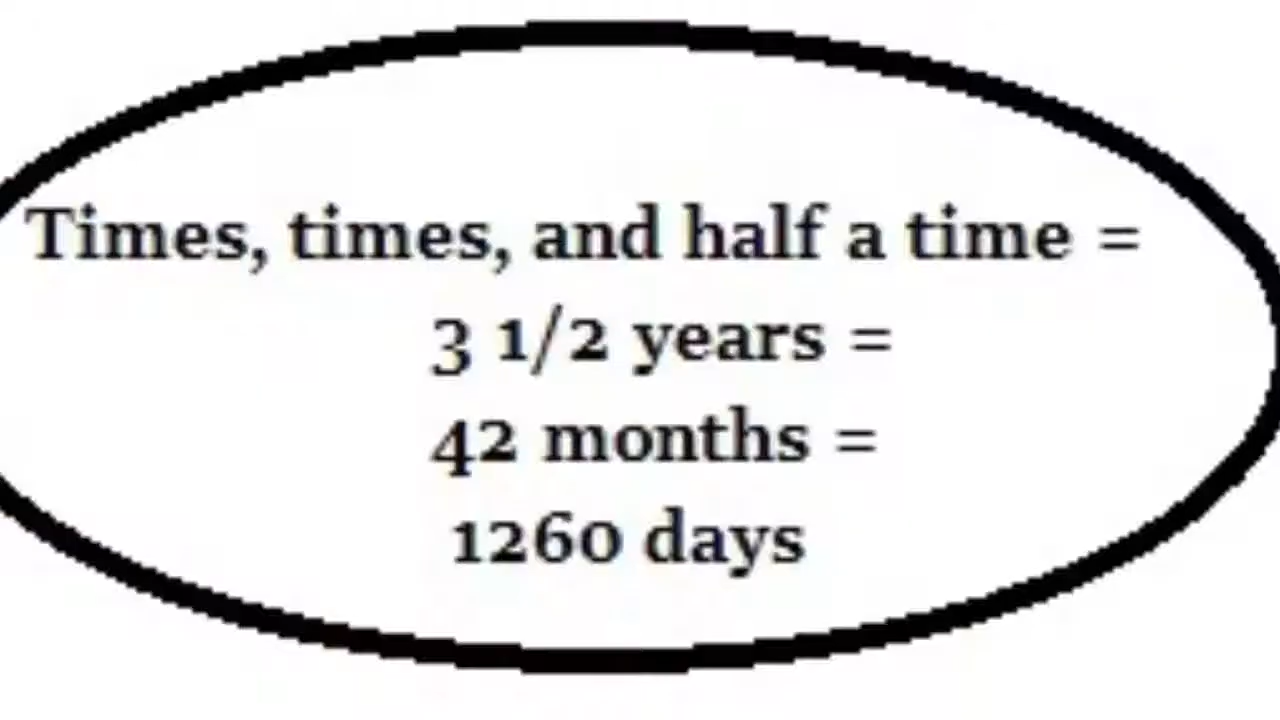 Times, times, and half a time =
3 1/2 years =
42 months =
1260 days